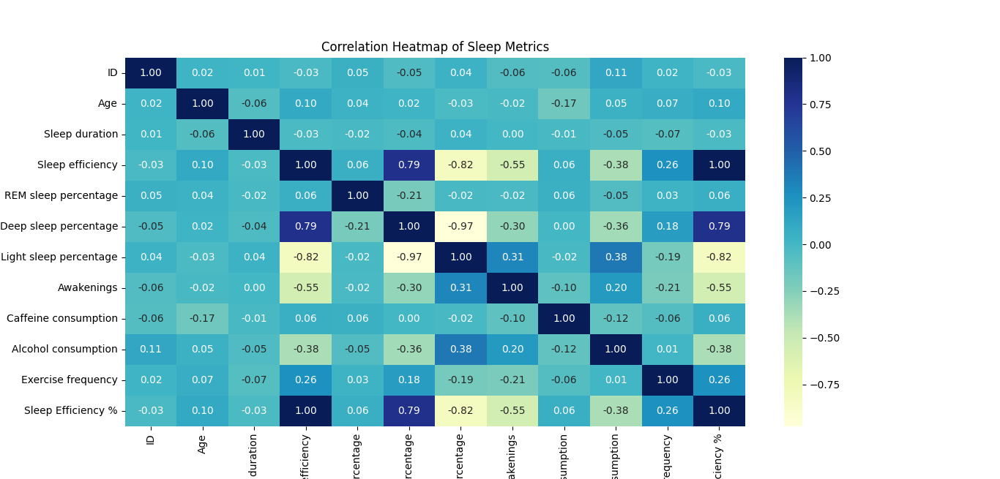 Correlation Heatmap of Sleep Metrics
ID 1.00 0.02 0.01 -0.03 0.05 -0.05 0.04 -0.06 -0.06 0.11 0.02 -0.03
Age 0.02 1.00 -0.06 0.10 0.04 0.02 -0.03 -0.02 -0.17 0.05 0.07 0.10
Sleep duration 0.01 -0.06 1.00 -0.03 -0.02 -0.04 0.04 0.00 -0.01 -0.05 -0.07 -0.03
Sleep efficiency -0.03 0.10 -0.03 1.00 0.06 0.79 -0.82 -0.55 0.06 -0.38 0.26 1.00
REM sleep percentage 0.05 0.04 -0.02 0.06 1.00 -0.21 -0.02 -0.02 0.06 -0.05 0.03 0.06
Deep sleep percentage -0.05 0.02 -0.04 0.79 -0.21 1.00 -0.97 -0.30 0.00 -0.36 0.18 0.79
Light sleep percentage 0.04 -0.03 0.04 -0.82 -0.02 -0.97 1.00 0.31 -0.02 0.38 -0.19 -0.82
Awakenings -0.06 -0.02 0.00 -0.55 -0.02 -0.30 0.31 1.00 -0.10 0.20 -0.21 -0.55
Caffeine consumption -0.06 -0.17 -0.01 0.06 0.06 0.00 -0.02 -0.10 1.00 -0.12 -0.06 0.06
Alcohol consumption 0.11 0.05 -0.05 -0.38 -0.05 -0.36 0.38 0.20 -0.12 1.00 0.01 -0.38
Exercise frequency 0.02 0.07 -0.07 0.26 0.03 0.18 -0.19 -0.21 -0.06 0.01 1.00 0.26
Sleep Efficiency % -0.03 0.10 -0.03 1.00 0.06 0.79 -0.82 -0.55 0.06 -0.38 0.26 1.00
ID
Age
duration
efficiency
rcentage
rcentage
rcentage
akenings
sumption
sumption
requency
ciency %
1.00
0.75
0.50
0.25
0.00
−0.25
−0.50
−0.75